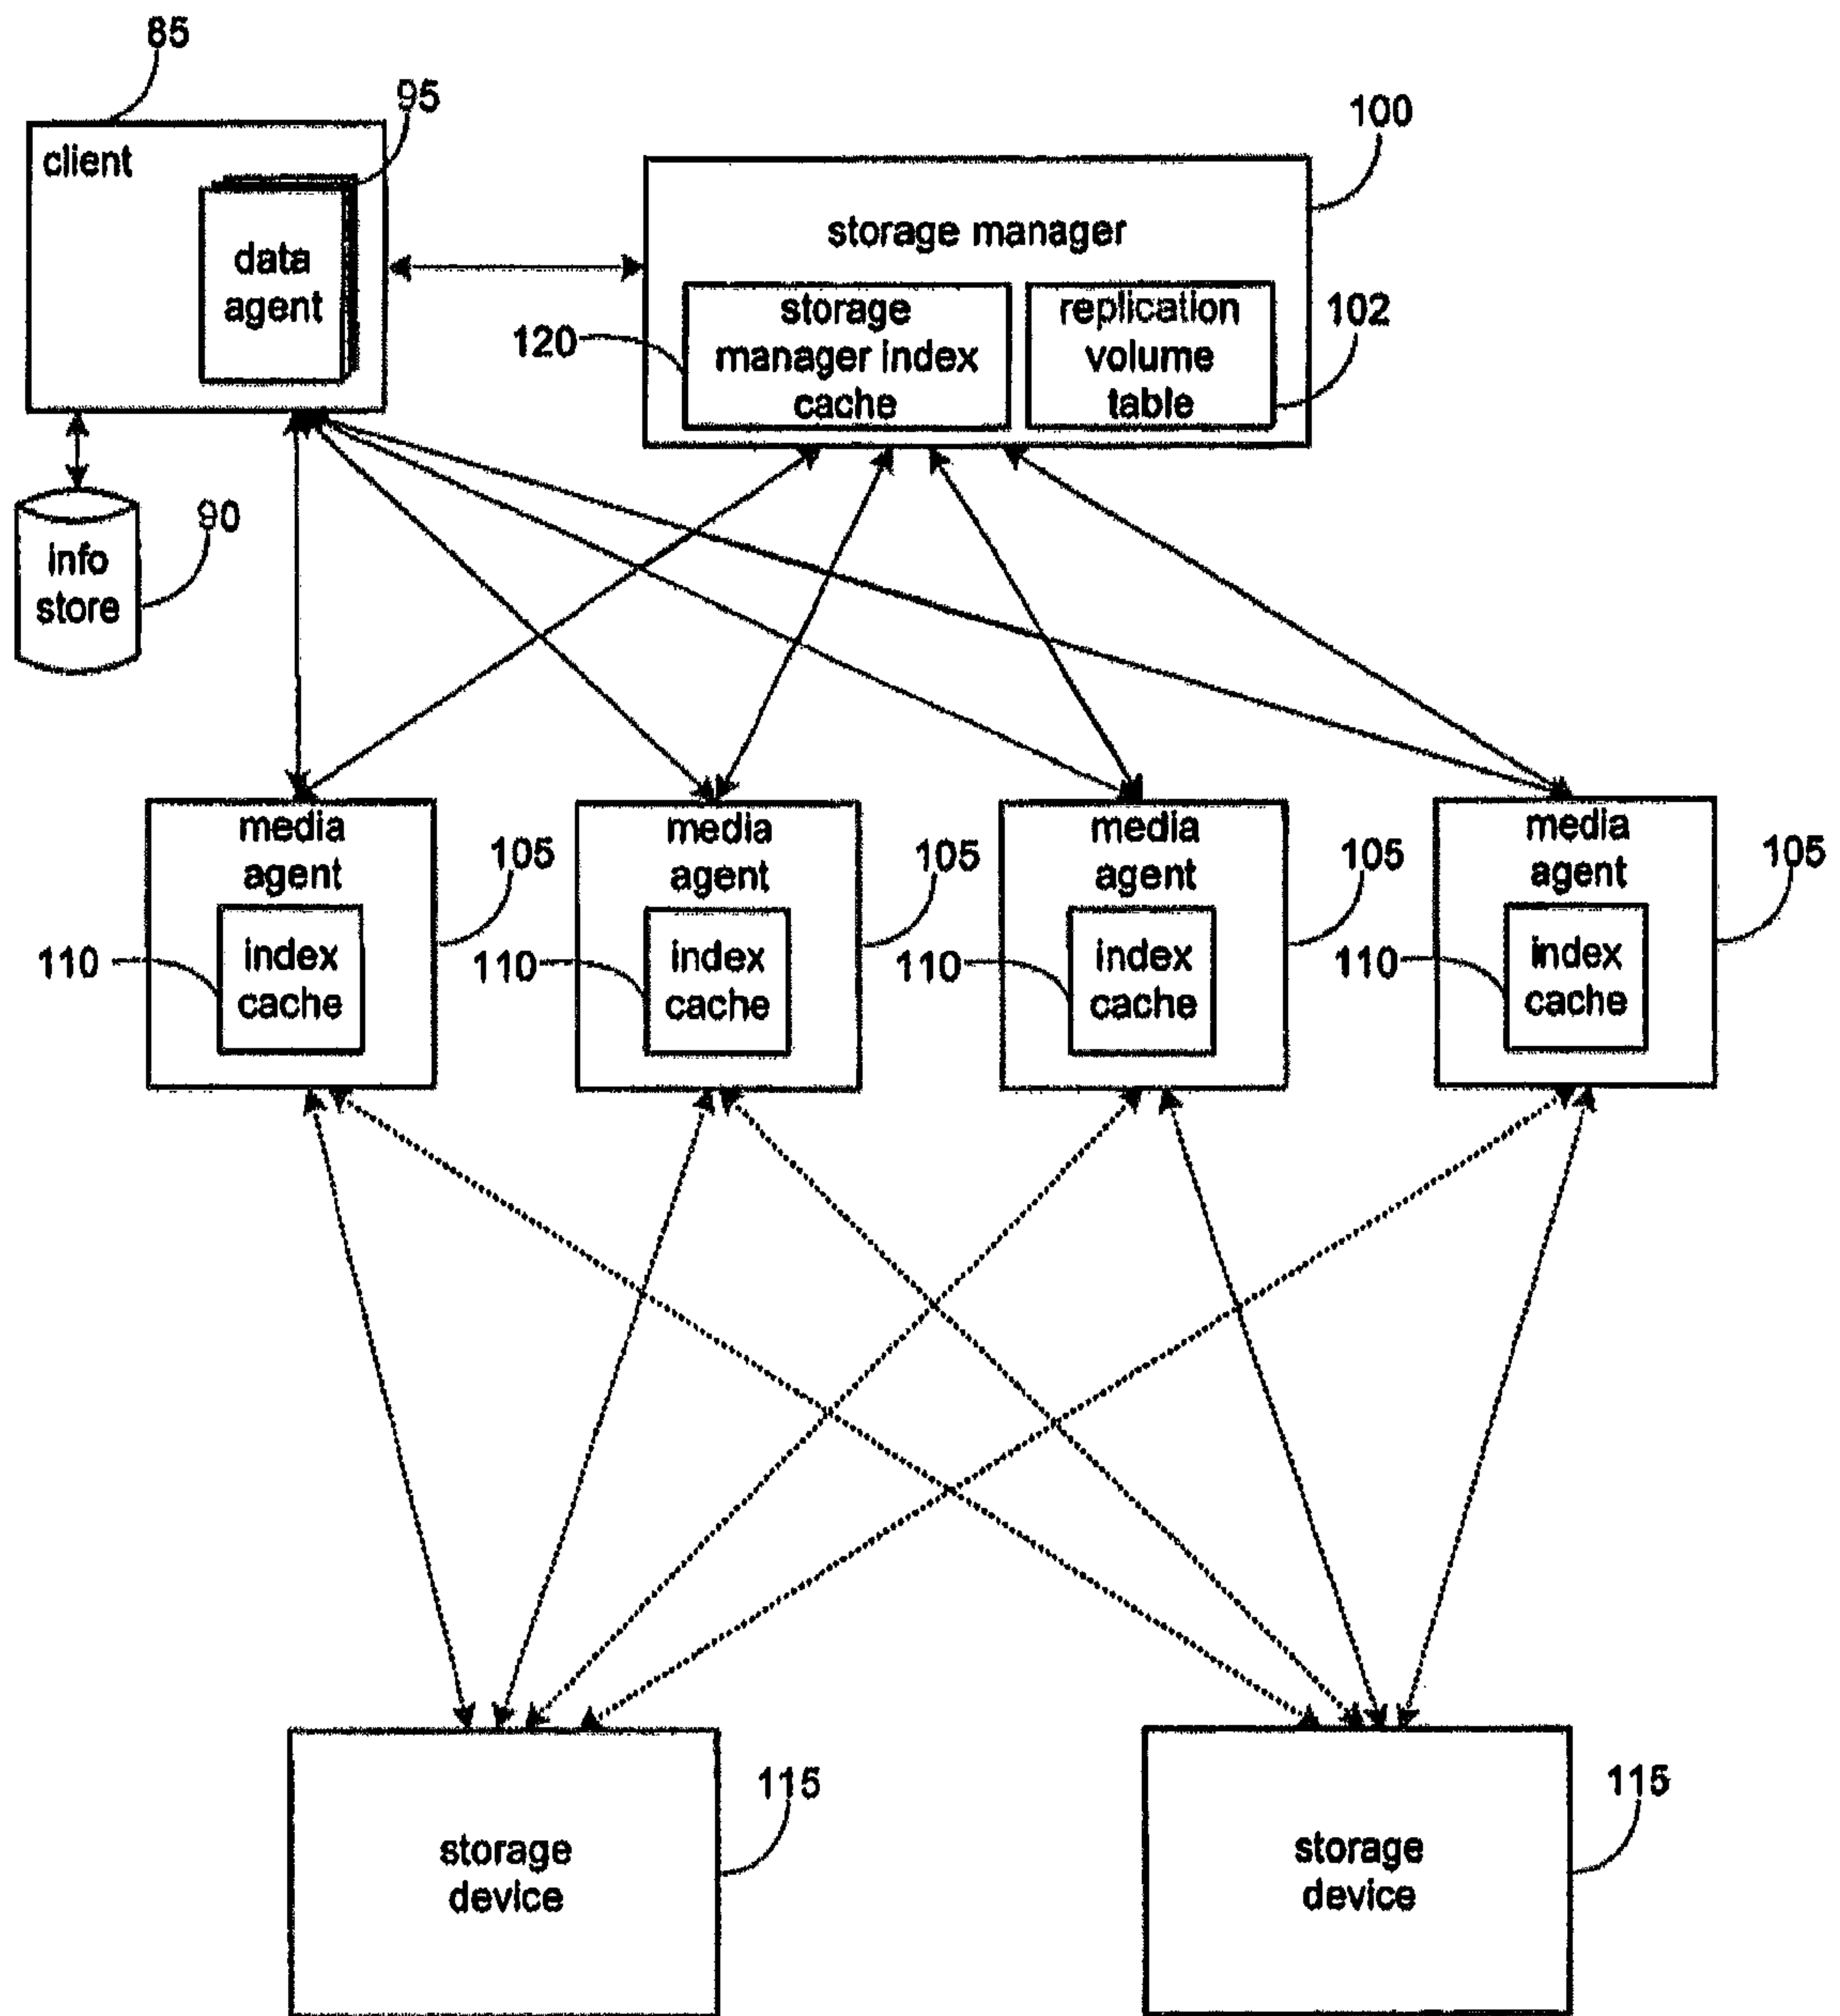 85
95
100
client
data
agent
storage manager
120
storage
manager index
cache
replication
volume
table
102
info
store
90
media
agent
105
110
index
cache
media
agent
105
110
index
cache
media
agent
105
110
index
cache
media
agent
105
110
index
cache
storage
device
115
storage
device
115